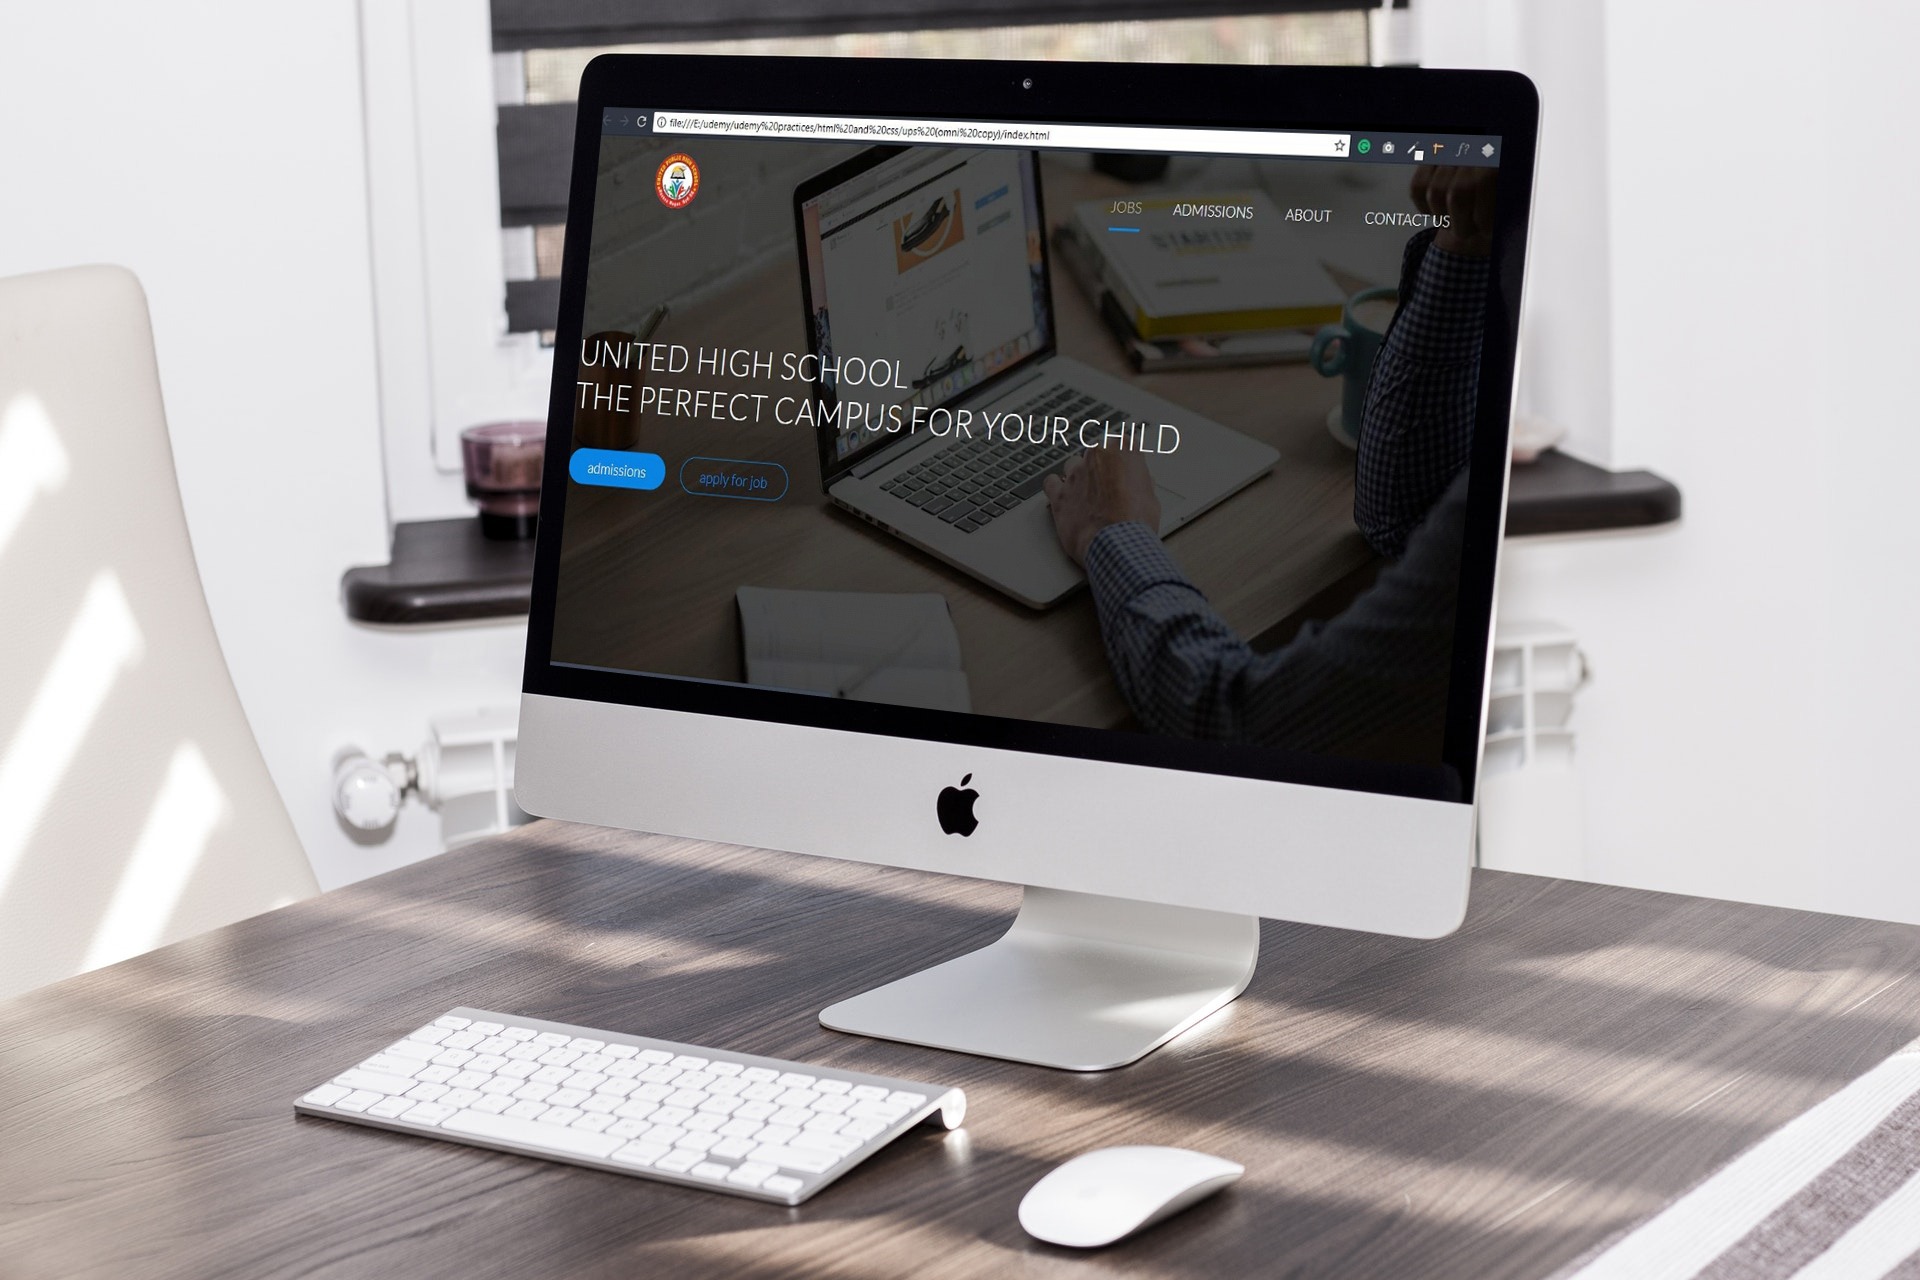 file:///E:/udemy/udemy%20practices/html%20and%20css/ups%20(omni%20copy)/index.html
JOBS ADMISSIONS ABOUT CONTACT US
UNITED HIGH SCHOOL
THE PERFECT CAMPUS FOR YOUR CHILD
admissions apply for job